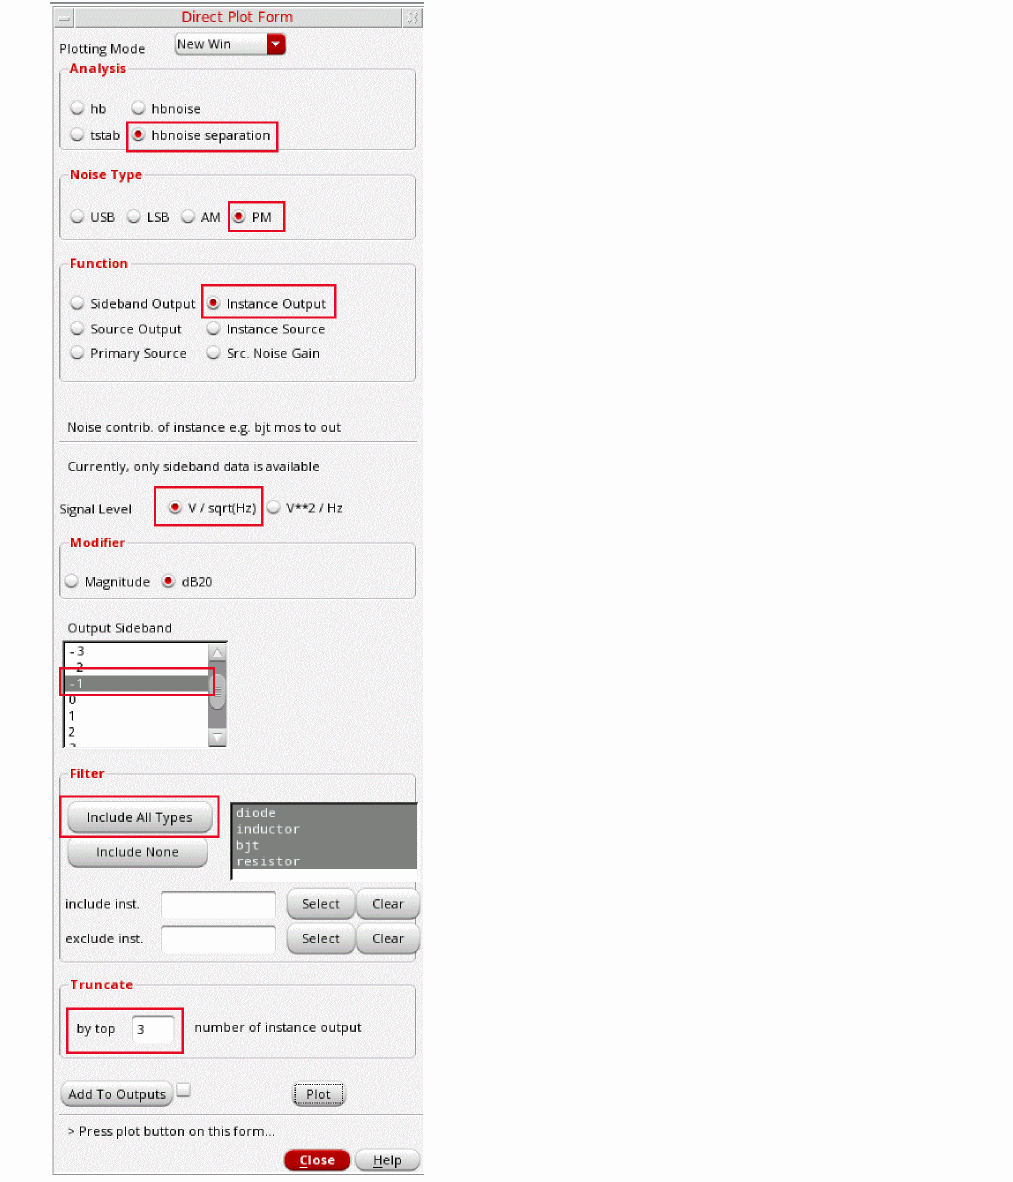 Direct Plot Form
Plotting Mode New Win
Analysis
hb hbnoise
tstab hbnoise separation
Noise Type
USB LSB AM PM
Function
Sideband Output Instance Output
Source Output Instance Source
Primary Source Src. Noise Gain
Noise contrib. of instance e.g. bjt mos to out
Currently, only sideband data is available
Signal Level V / sqrt(Hz) V**2 / Hz
Modifier
Magnitude dB20
Output Sideband
-3
-2
-1
0
1
2
Filter
Include All Types
Include None
diode
inductor
bjt
resistor
include inst. Select Clear
exclude inst. Select Clear
Truncate
by top 3 number of instance output
Add To Outputs Plot
> Press plot button on this form...
Close Help